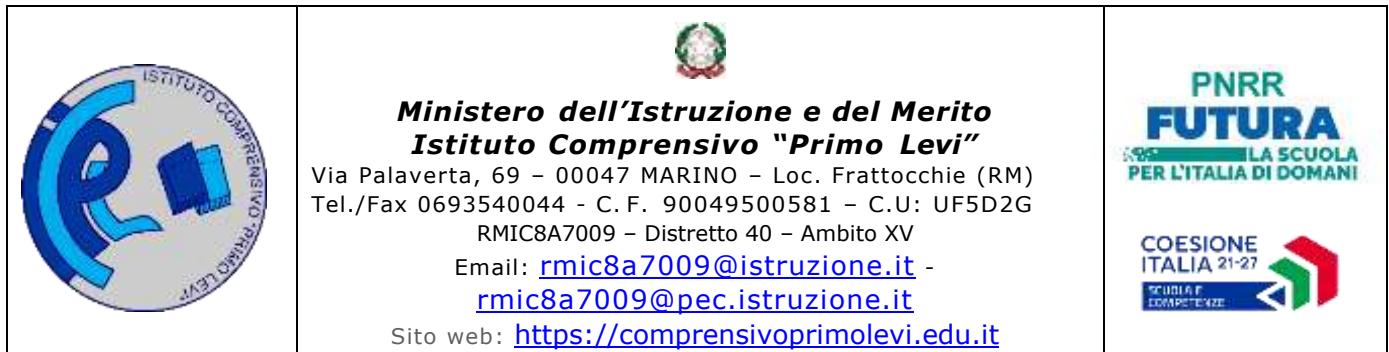 ISTITUTO COMPRENSIVO "PRIMO LEVI"
Ministero dell'Istruzione e del Merito
Istituto Comprensivo "Primo Levi"
Via Palaverta, 69 – 00047 MARINO – Loc. Frattocchie (RM)
Tel./Fax 0693540044 - C.F. 90049500581 – C.U: UF5D2G
RMIC8A7009 – Distretto 40 – Ambito XV
Email: rmic8a7009@istruzione.it -
rmic8a7009@pec.istruzione.it
Sito web: https://comprensivoprimolevi.edu.it
PNRR
FUTURA
LA SCUOLA
PER L'ITALIA DI DOMANI
COESIONE
ITALIA 21-27
SCUOLA E
COMPETENZE